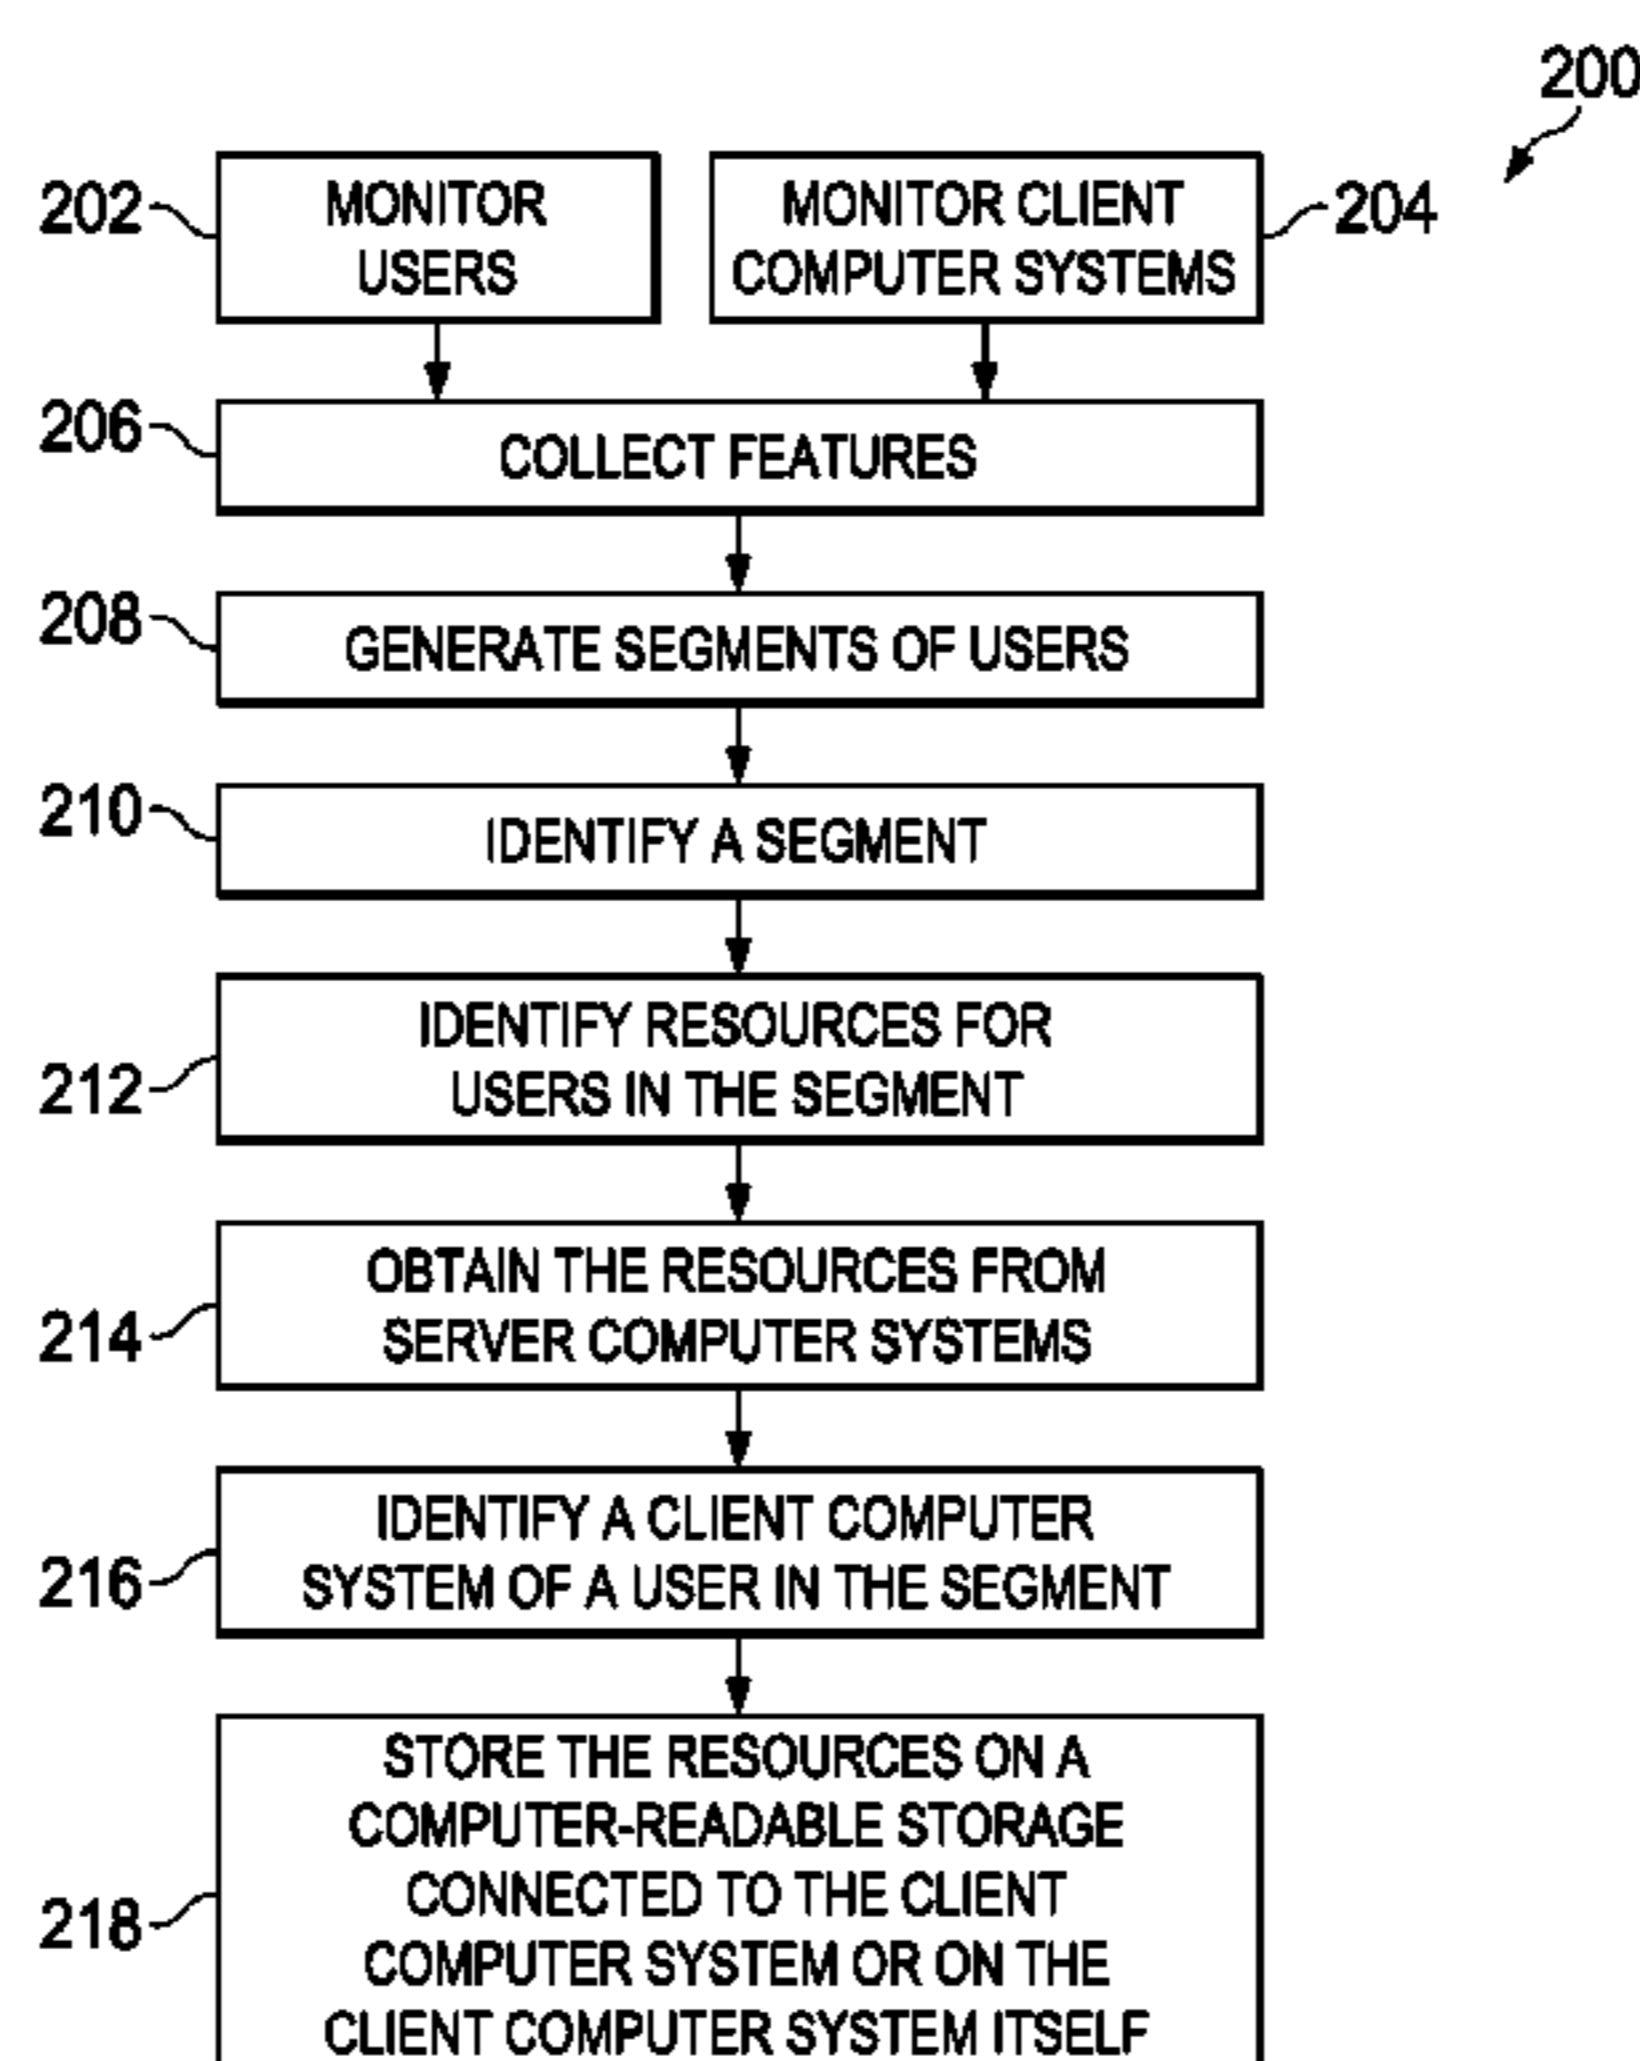 200
202
MONITOR
USERS
MONITOR CLIENT
COMPUTER SYSTEMS
204
206
COLLECT FEATURES
208
GENERATE SEGMENTS OF USERS
210
IDENTIFY A SEGMENT
212
IDENTIFY RESOURCES FOR
USERS IN THE SEGMENT
214
OBTAIN THE RESOURCES FROM
SERVER COMPUTER SYSTEMS
216
IDENTIFY A CLIENT COMPUTER
SYSTEM OF A USER IN THE SEGMENT
218
STORE THE RESOURCES ON A
COMPUTER-READABLE STORAGE
CONNECTED TO THE CLIENT
COMPUTER SYSTEM OR ON THE
CLIENT COMPUTER SYSTEM ITSELF